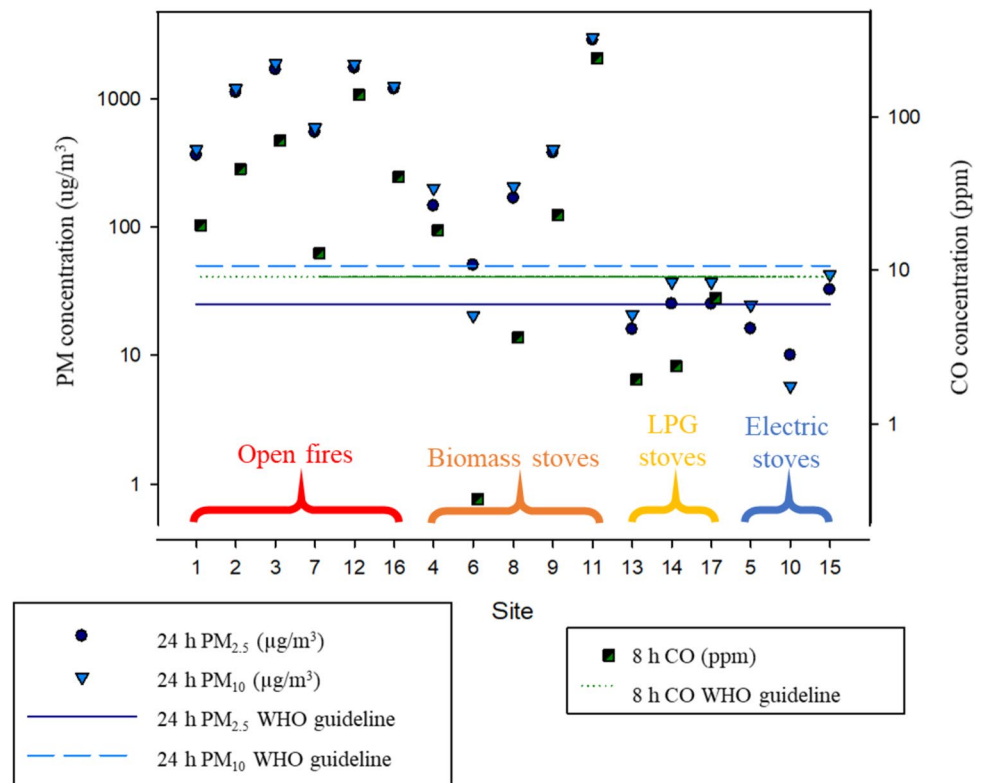 1000
100
10
1
PM concentration (ug/m³)
100
10
1
CO concentration (ppm)
Open fires
Biomass stoves
LPG
stoves
Electric
stoves
1 2 3 7 12 16 4 6 8 9 11 13 14 17 5 10 15
Site
24 h PM₂.₅ (µg/m³)
24 h PM₁₀ (µg/m³)
24 h PM₂.₅ WHO guideline
24 h PM₁₀ WHO guideline
8 h CO (ppm)
8 h CO WHO guideline